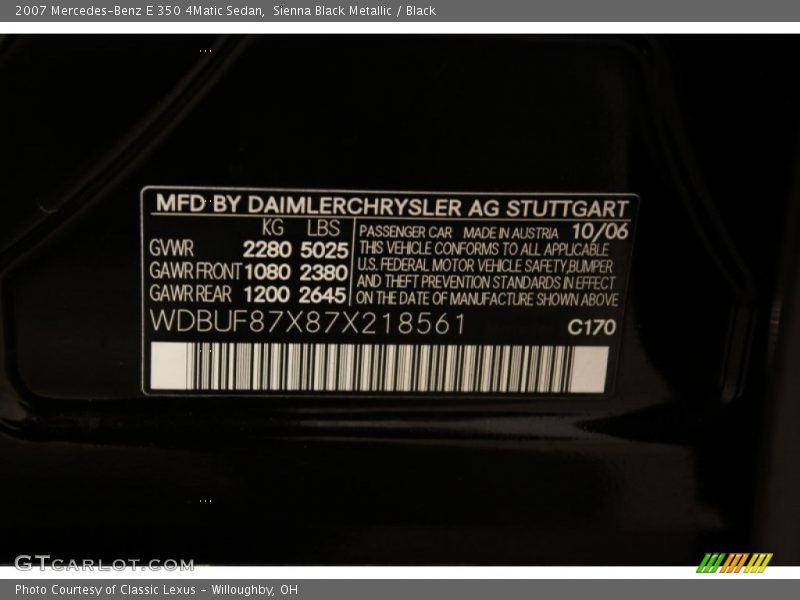 2007 Mercedes-Benz E 350 4Matic Sedan,  Sienna Black Metallic / Black
MFD BY DAIMLERCHRYSLER AG STUTTGART
KG LBS
GVWR 2280 5025
GAWR FRONT 1080 2380
GAWR REAR 1200 2645
PASSENGER CAR MADE IN AUSTRIA 10/06
THIS VEHICLE CONFORMS TO ALL APPLICABLE
U.S. FEDERAL MOTOR VEHICLE SAFETY,BUMPER
AND THEFT PREVENTION STANDARDS IN EFFECT
ON THE DATE OF MANUFACTURE SHOWN ABOVE
WDBUF87X87X218561
C170
GTCARLOT.COM
Photo Courtesy of Classic Lexus - Willoughby, OH